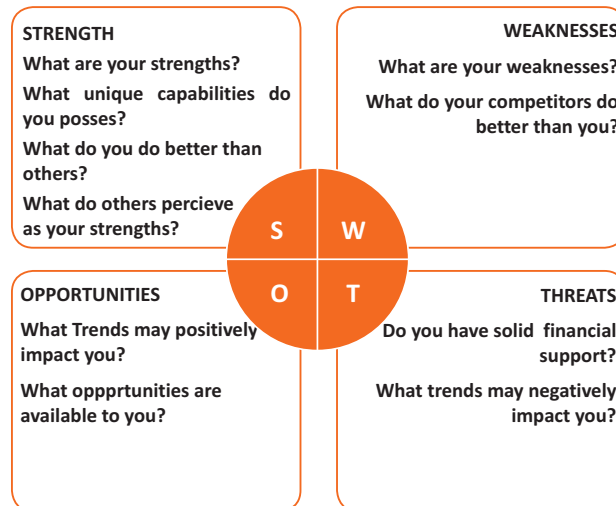 STRENGTH
What are your strengths?
What unique capabilities do
you posses?
What do you do better than
others?
What do others percieve
as your strengths?
WEAKNESSES
What are your weaknesses?
What do your competitors do
better than you?
S
W
O
T
OPPORTUNITIES
What Trends may positively
impact you?
What oppprtunities are
available to you?
THREATS
Do you have solid financial
support?
What trends may negatively
impact you?